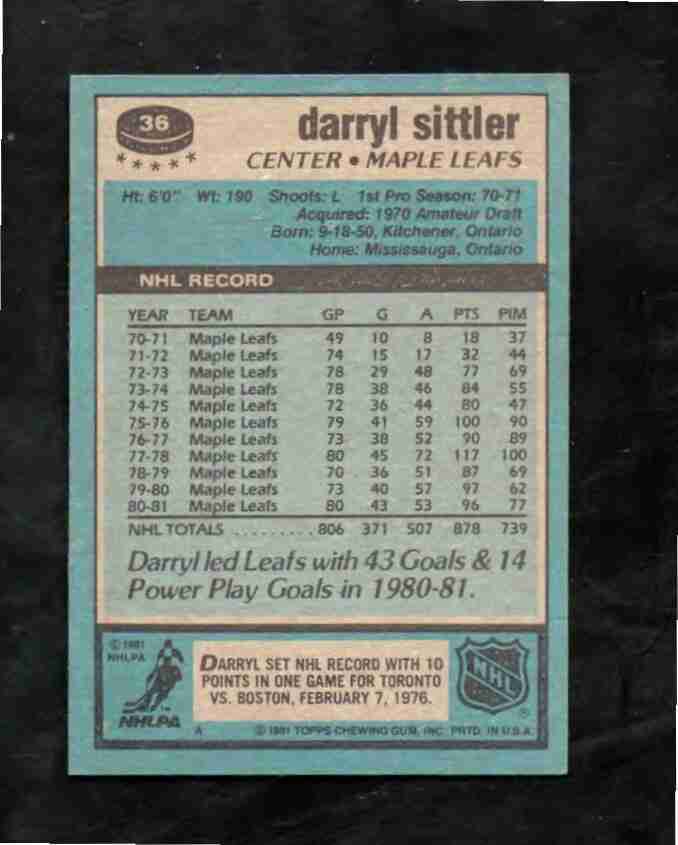 36
darryl sittler
CENTER • MAPLE LEAFS
Ht: 6'0" Wt: 190 Shoots: L 1st Pro Season: 70-71
Acquired: 1970 Amateur Draft
Born: 9-18-50, Kitchener, Ontario
Home: Mississauga, Ontario
NHL RECORD
YEAR TEAM GP G A PTS PIM
70-71 Maple Leafs 49 10 8 18 37
71-72 Maple Leafs 74 15 17 32 44
72-73 Maple Leafs 78 29 48 77 69
73-74 Maple Leafs 78 38 46 84 55
74-75 Maple Leafs 72 36 44 80 47
75-76 Maple Leafs 79 41 59 100 90
76-77 Maple Leafs 73 38 52 90 89
77-78 Maple Leafs 80 45 72 117 100
78-79 Maple Leafs 70 36 51 87 69
79-80 Maple Leafs 73 40 57 97 62
80-81 Maple Leafs 80 43 53 96 77
NHL TOTALS ......... 806 371 507 878 739
Darryl led Leafs with 43 Goals & 14
Power Play Goals in 1980-81.
© 1981
NHLPA
NHLPA
DARRYL SET NHL RECORD WITH 10
POINTS IN ONE GAME FOR TORONTO
VS. BOSTON, FEBRUARY 7, 1976.
NHL
A © 1981 TOPPS CHEWING GUM, INC. PRTD. IN U.S.A.